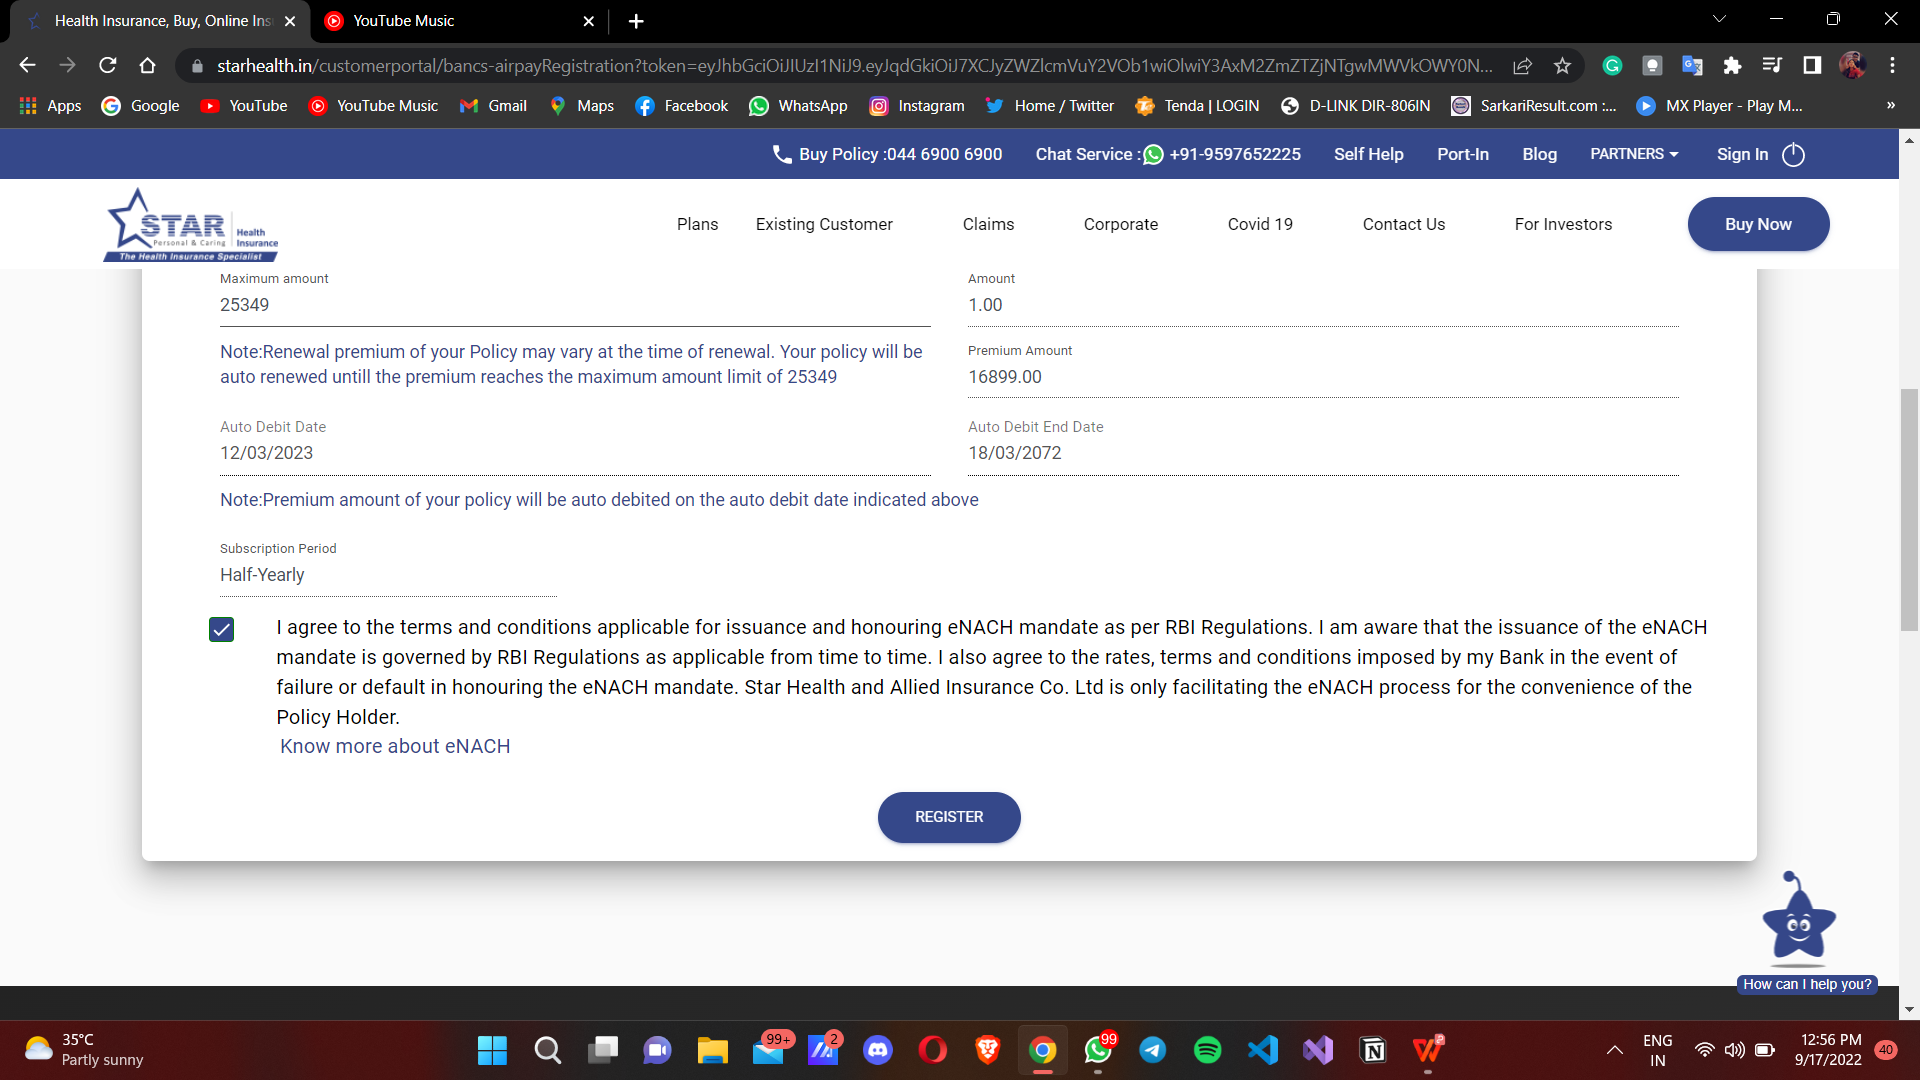 Health Insurance, Buy, Online Ins
YouTube Music
starhealth.in/customerportal/bancs-airpayRegistration?token=
Apps
Google
YouTube
YouTube Music
Gmail
Maps
Facebook
WhatsApp
Instagram
Home / Twitter
Tenda | LOGIN
D-LINK DIR-806IN
SarkariResult.com :...
MX Player - Play M...
Buy Policy :044 6900 6900
Chat Service : +91-9597652225
Self Help
Port-In
Blog
PARTNERS
Sign In
STAR Health Insurance
Personal & Caring
The Health Insurance Specialist
Plans
Existing Customer
Claims
Corporate
Covid 19
Contact Us
For Investors
Buy Now
Maximum amount
25349
Amount
1.00
Note:Renewal premium of your Policy may vary at the time of renewal. Your policy will be
auto renewed untill the premium reaches the maximum amount limit of 25349
Premium Amount
16899.00
Auto Debit Date
12/03/2023
Auto Debit End Date
18/03/2072
Note:Premium amount of your policy will be auto debited on the auto debit date indicated above
Subscription Period
Half-Yearly
I agree to the terms and conditions applicable for issuance and honouring eNACH mandate as per RBI Regulations. I am aware that the issuance of the eNACH
mandate is governed by RBI Regulations as applicable from time to time. I also agree to the rates, terms and conditions imposed by my Bank in the event of
failure or default in honouring the eNACH mandate. Star Health and Allied Insurance Co. Ltd is only facilitating the eNACH process for the convenience of the
Policy Holder.
Know more about eNACH
REGISTER
How can I help you?
35°C
Partly sunny
99+
2
99
2
ENG
IN
12:56 PM
9/17/2022
40